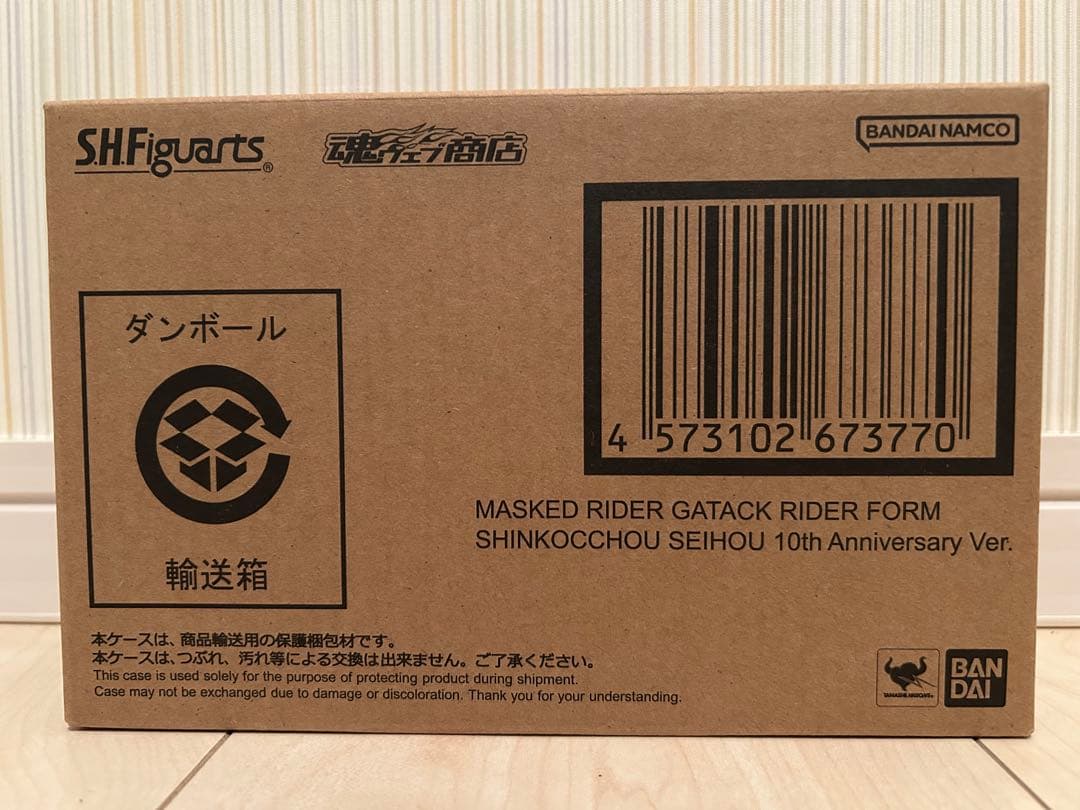 S.H.Figuarts®
魂ウェブ商店
BANDAI NAMCO
4 573102 673770
MASKED RIDER GATACK RIDER FORM
SHINKOCCHOU SEIHOU 10th Anniversary Ver.
ダンボール
輸送箱
本ケースは、商品輸送用の保護梱包材です。
本ケースは、つぶれ、汚れ等による交換は出来ません。ご了承ください。
This case is used solely for the purpose of protecting product during shipment.
Case may not be exchanged due to damage or discoloration. Thank you for your understanding.
TAMASHII NATIONS®
BAN
DAI